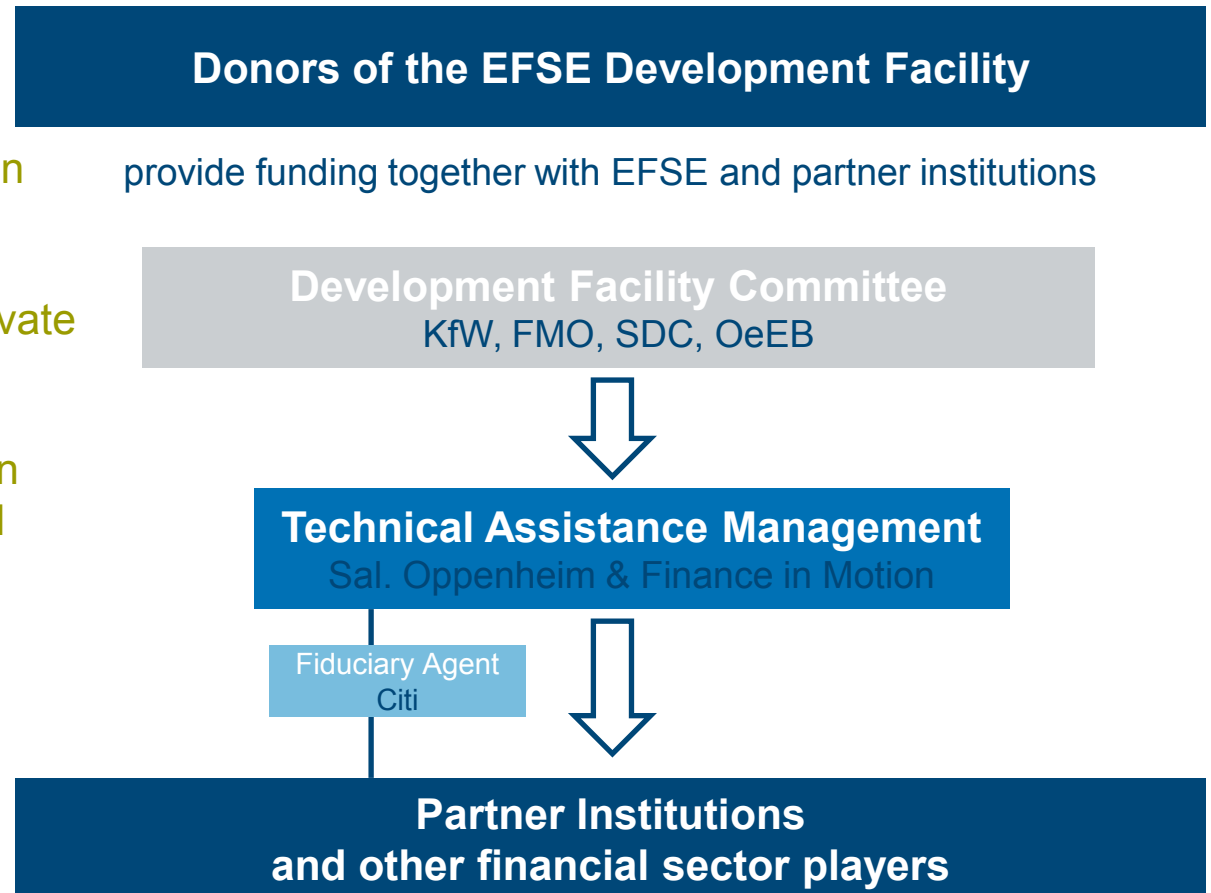 Donors of the EFSE Development Facility
n
provide funding together with EFSE and partner institutions
Development Facility Committee
vate
KfW, FMO, SDC, OeEB
n
l
Technical Assistance Management
Sal. Oppenheim & Finance in Motion
Fiduciary Agent
Citi
Partner Institutions
and other financial sector players